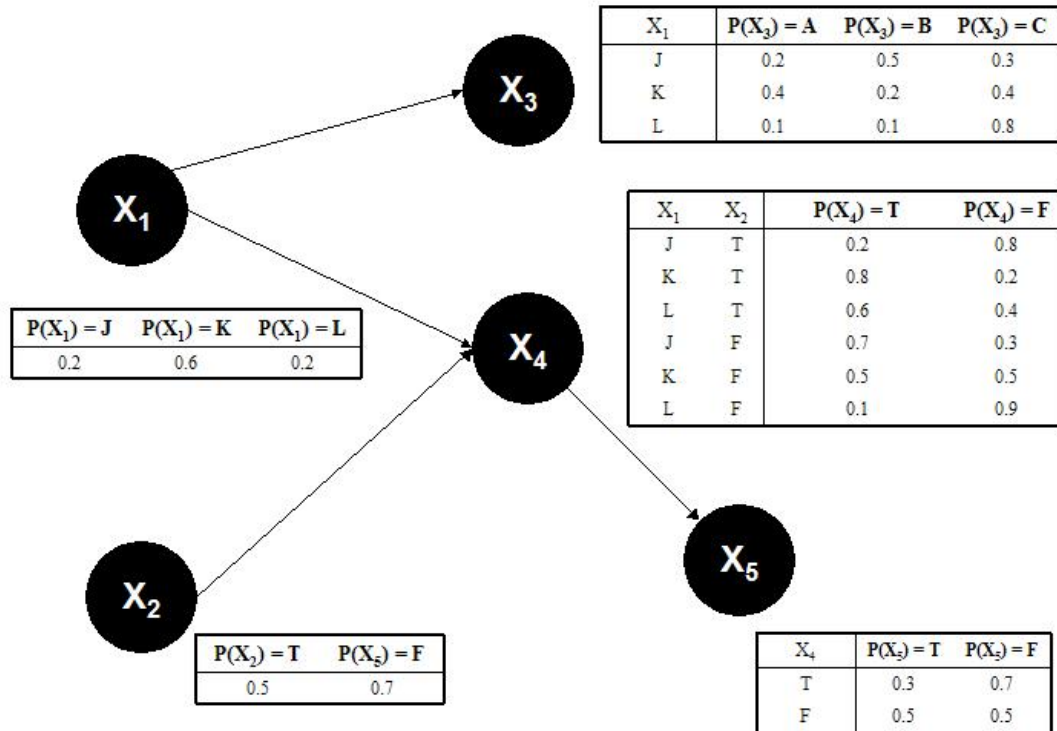 X₁ P(X₃) = A P(X₃) = B P(X₃) = C
J 0.2 0.5 0.3
K 0.4 0.2 0.4
L 0.1 0.1 0.8
X₃
X₁
X₁ X₂ P(X₄) = T P(X₄) = F
J T 0.2 0.8
K T 0.8 0.2
L T 0.6 0.4
J F 0.7 0.3
K F 0.5 0.5
L F 0.1 0.9
P(X₁) = J P(X₁) = K P(X₁) = L
0.2 0.6 0.2
X₄
X₅
X₂
P(X₂) = T P(X₅) = F
0.5 0.7
X₄ P(X₅) = T P(X₅) = F
T 0.3 0.7
F 0.5 0.5